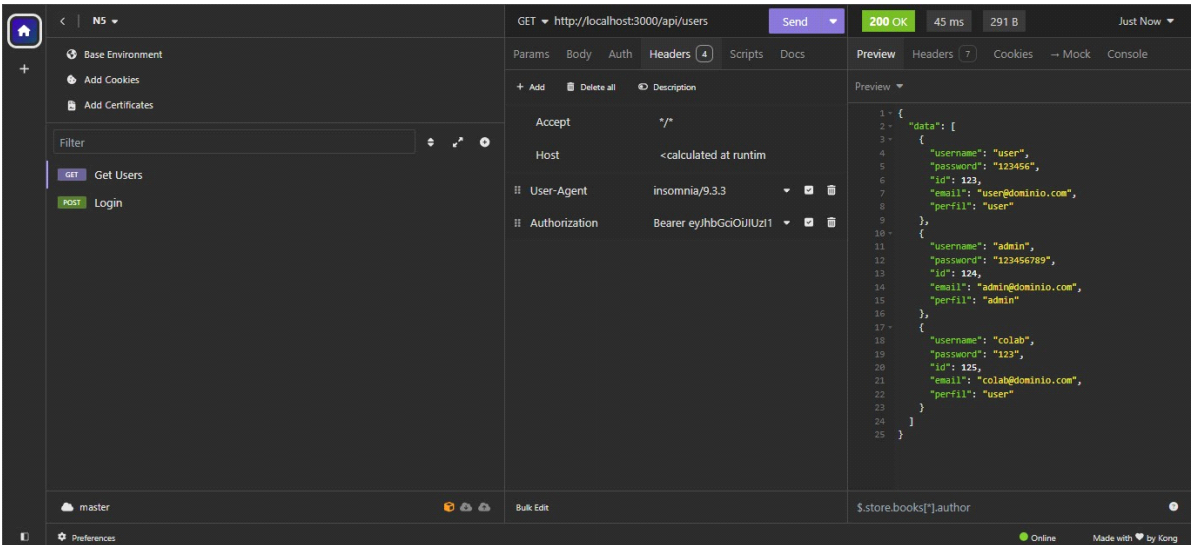 N5
Base Environment
Add Cookies
Add Certificates
Filter
GET Get Users
POST Login
master
Preferences
GET http://localhost:3000/api/users Send
Params Body Auth Headers 4 Scripts Docs
+ Add Delete all Description
Accept */*
Host <calculated at runtim
User-Agent insomnia/9.3.3
Authorization Bearer eyJhbGciOiJIUzI1
Bulk Edit
200 OK 45 ms 291 B Just Now
Preview Headers 7 Cookies → Mock Console
Preview
1 {
2 "data": [
3 {
4 "username": "user",
5 "password": "123456",
6 "id": 123,
7 "email": "user@dominio.com",
8 "perfil": "user"
9 },
10 {
11 "username": "admin",
12 "password": "123456789",
13 "id": 124,
14 "email": "admin@dominio.com",
15 "perfil": "admin"
16 },
17 {
18 "username": "colab",
19 "password": "123",
20 "id": 125,
21 "email": "colab@dominio.com",
22 "perfil": "user"
23 }
24 ]
25 }
$.store.books[*].author
Online Made with ♥ by Kong